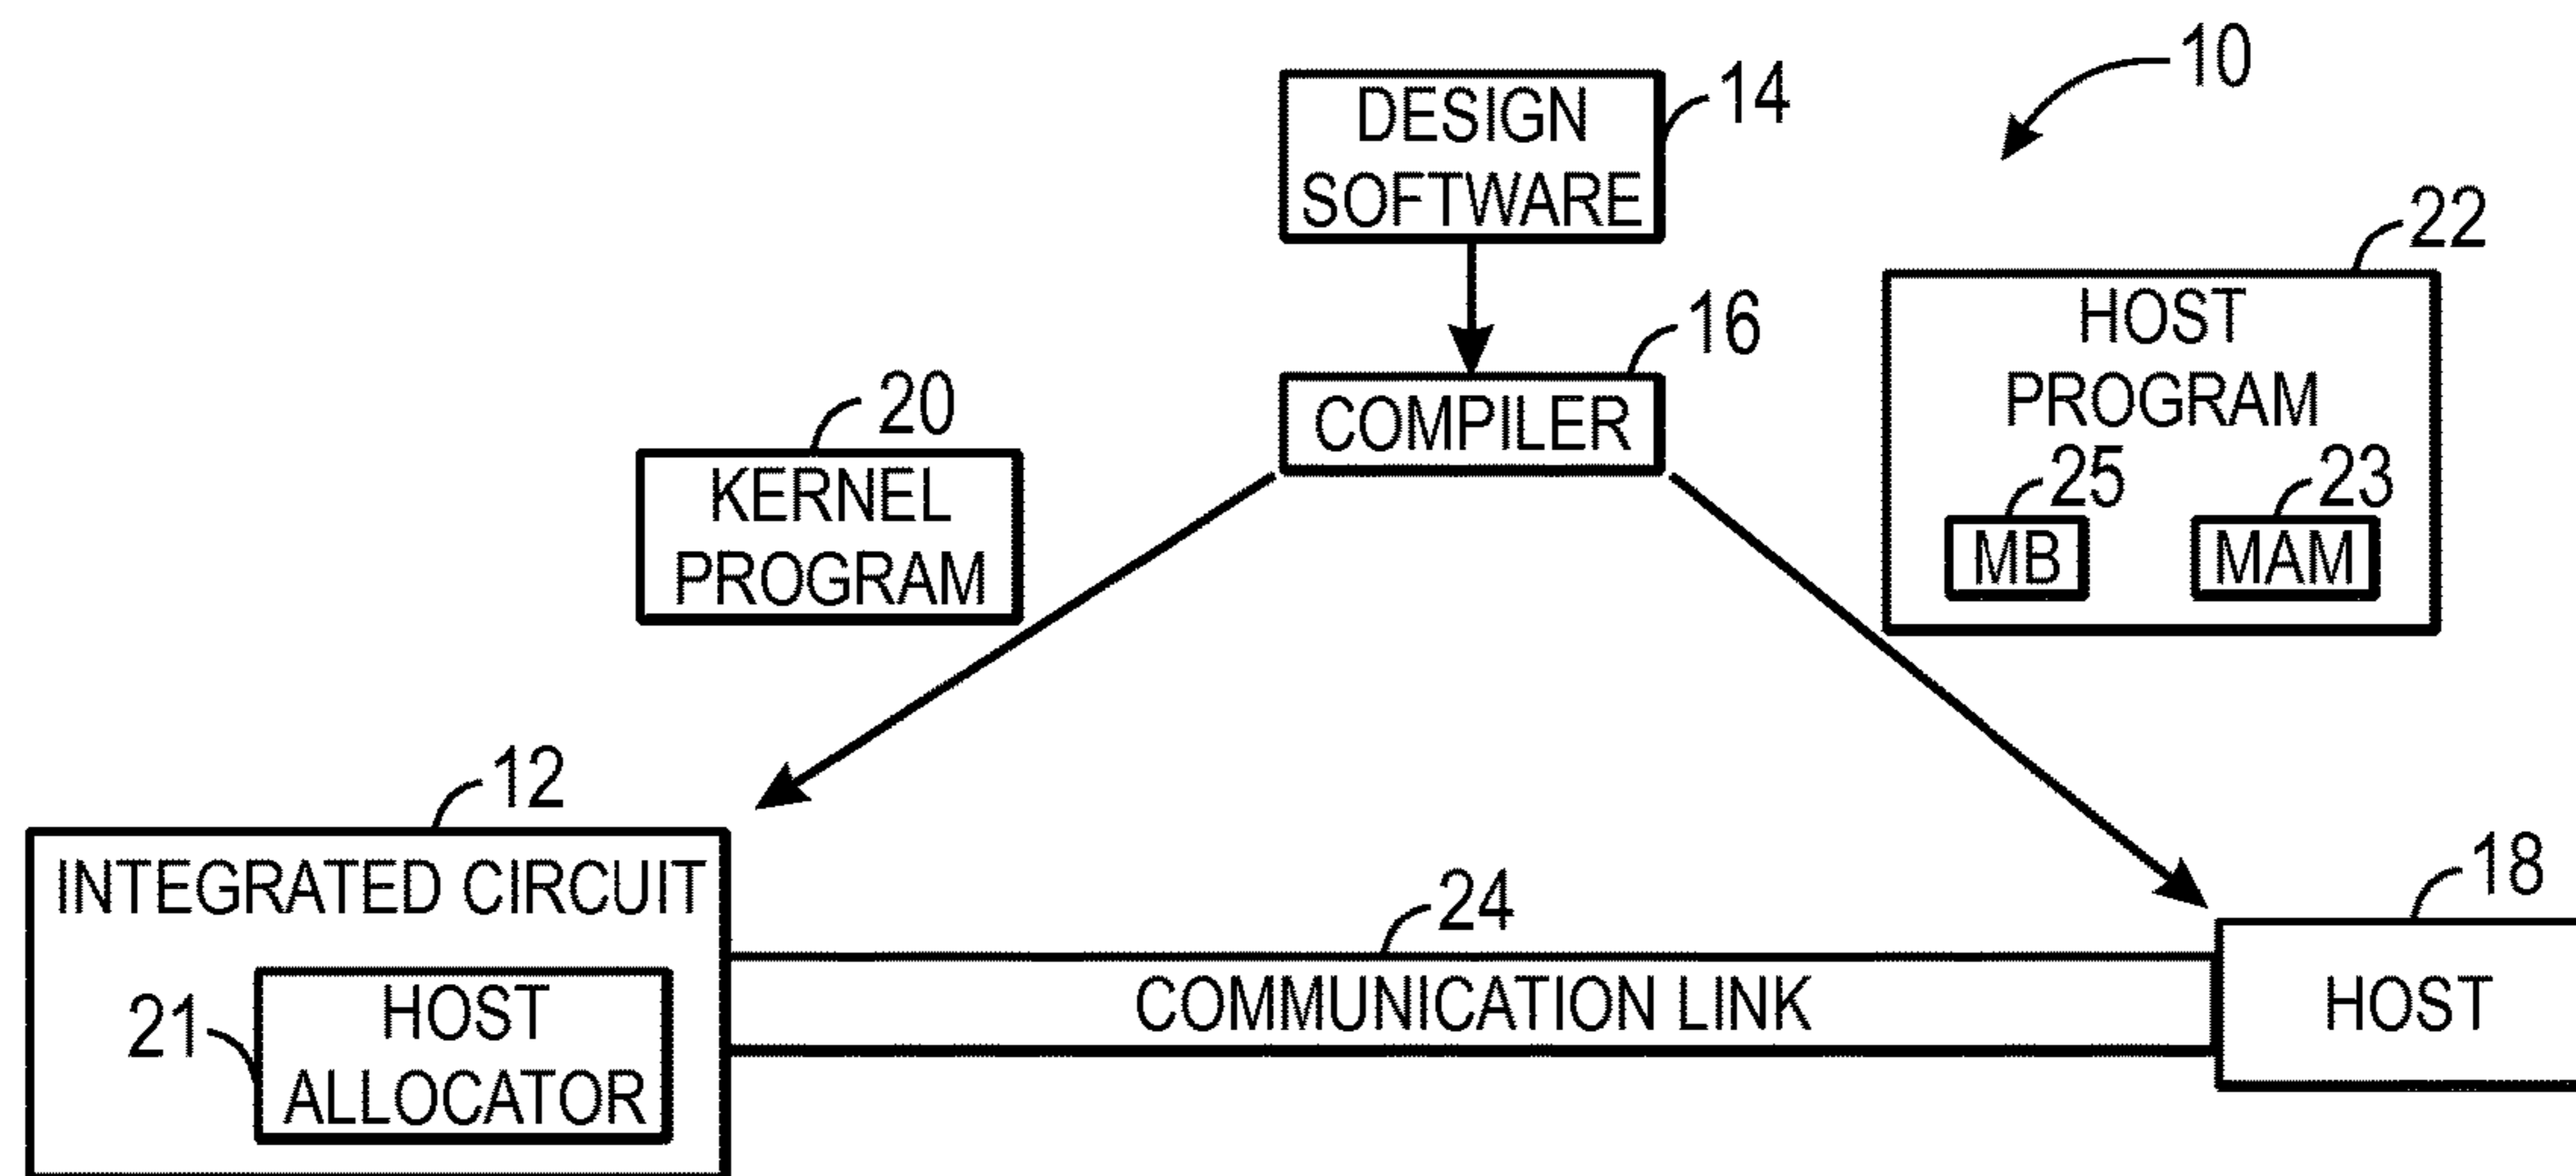 10
DESIGN
SOFTWARE
14
22
HOST
PROGRAM
25
23
MB
MAM
16
COMPILER
20
KERNEL
PROGRAM
12
INTEGRATED CIRCUIT
21
HOST
ALLOCATOR
24
COMMUNICATION LINK
18
HOST